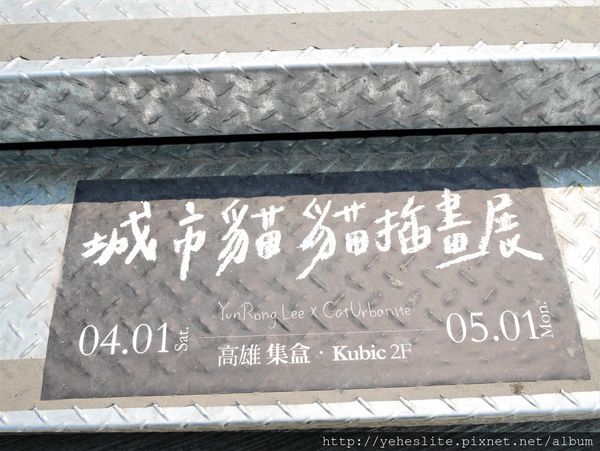 城市貓貓插畫展
YunRong Lee x CatUrbanite
04.01 Sat.
高雄 集盒・Kubic 2F
05.01 Mon.
http://yeheslite.pixnet.net/album